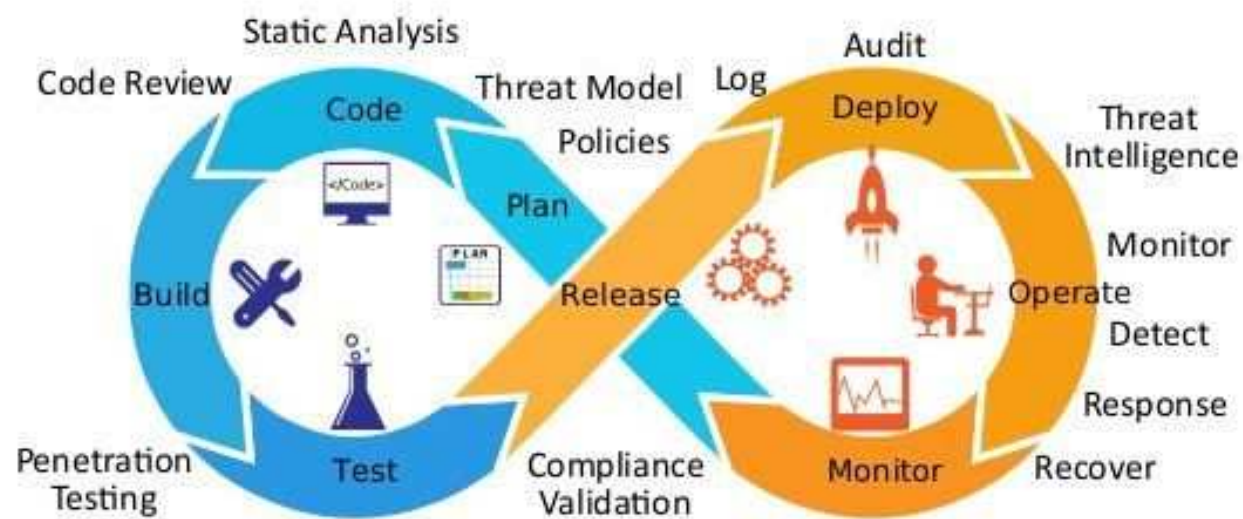 Static Analysis
Audit
Code Review
Code
Threat Model
Log
Deploy
Policies
Threat
Intelligence
</Code>
Plan
PLAN
Monitor
Build
Release
Operate
Detect
Response
Penetration
Testing
Test
Compliance
Validation
Monitor
Recover